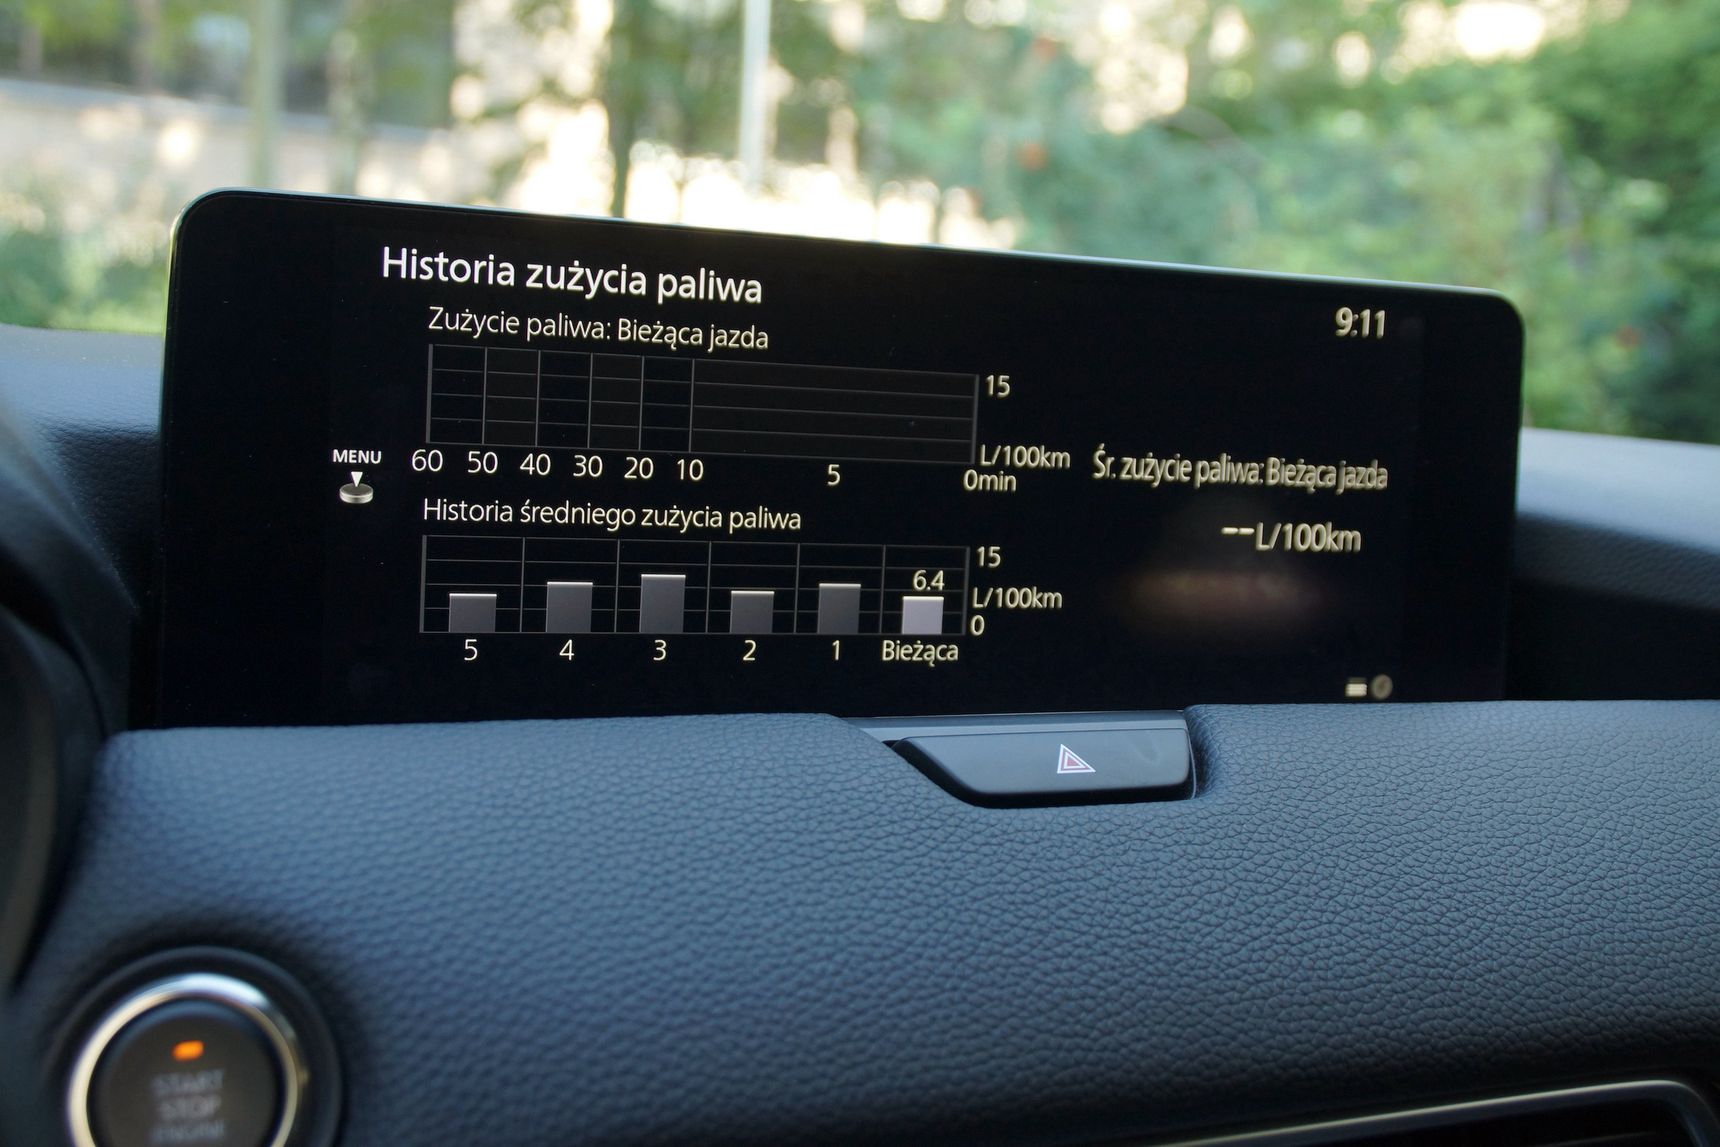 Historia zużycia paliwa
9:11
Zużycie paliwa: Bieżąca jazda
15
L/100km
60 50 40 30 20 10 5 0min
MENU
Śr. zużycie paliwa: Bieżąca jazda
--L/100km
Historia średniego zużycia paliwa
15
6.4
L/100km
0
5 4 3 2 1 Bieżąca
START
STOP
ENGINE